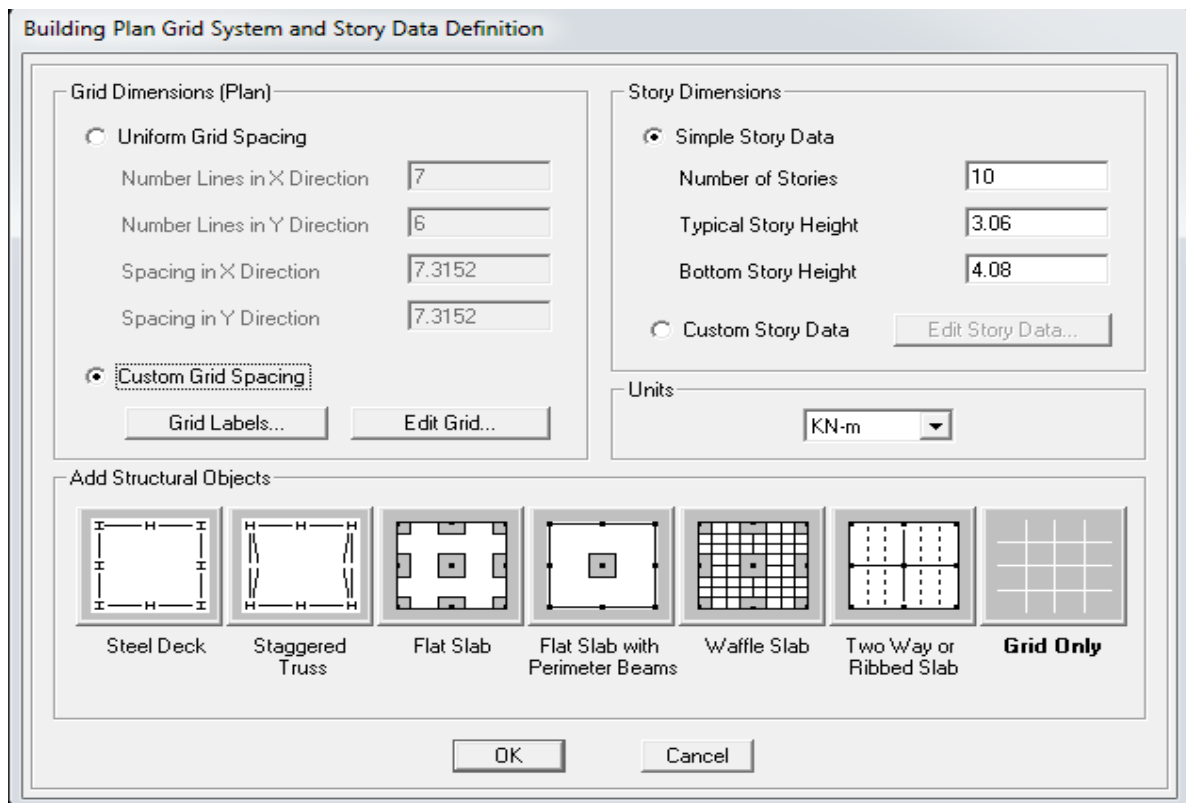 Building Plan Grid System and Story Data Definition
Grid Dimensions (Plan)
Uniform Grid Spacing
Number Lines in X Direction 7
Number Lines in Y Direction 6
Spacing in X Direction 7.3152
Spacing in Y Direction 7.3152
Custom Grid Spacing
Grid Labels... Edit Grid...
Story Dimensions
Simple Story Data
Number of Stories 10
Typical Story Height 3.06
Bottom Story Height 4.08
Custom Story Data Edit Story Data...
Units
KN-m
Add Structural Objects
Steel Deck
Staggered
Truss
Flat Slab
Flat Slab with
Perimeter Beams
Waffle Slab
Two Way or
Ribbed Slab
Grid Only
OK Cancel